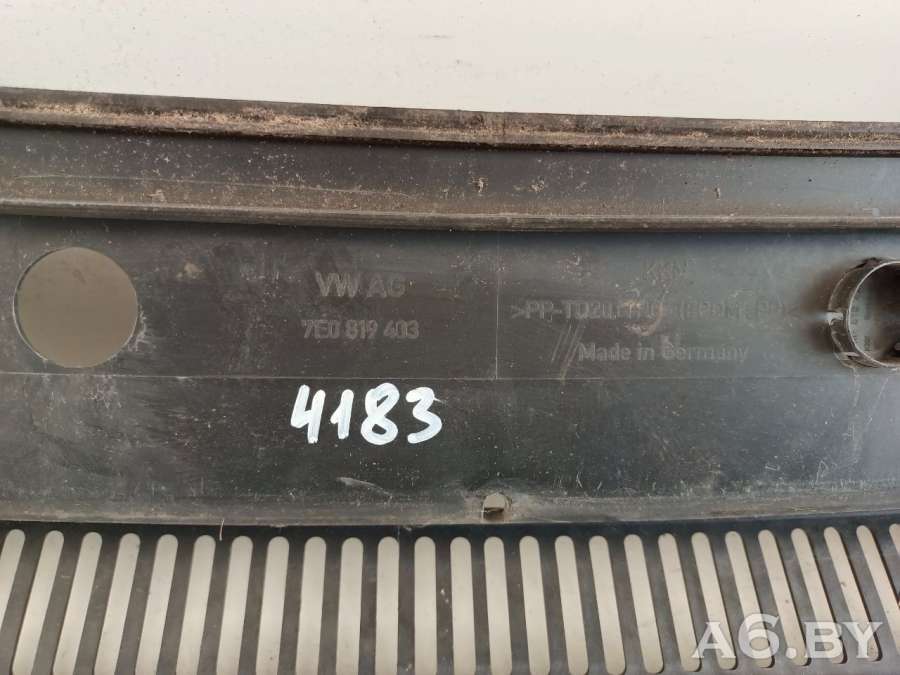 VW AG
7E0 819 403
Made in Germany
4183
A6.BY